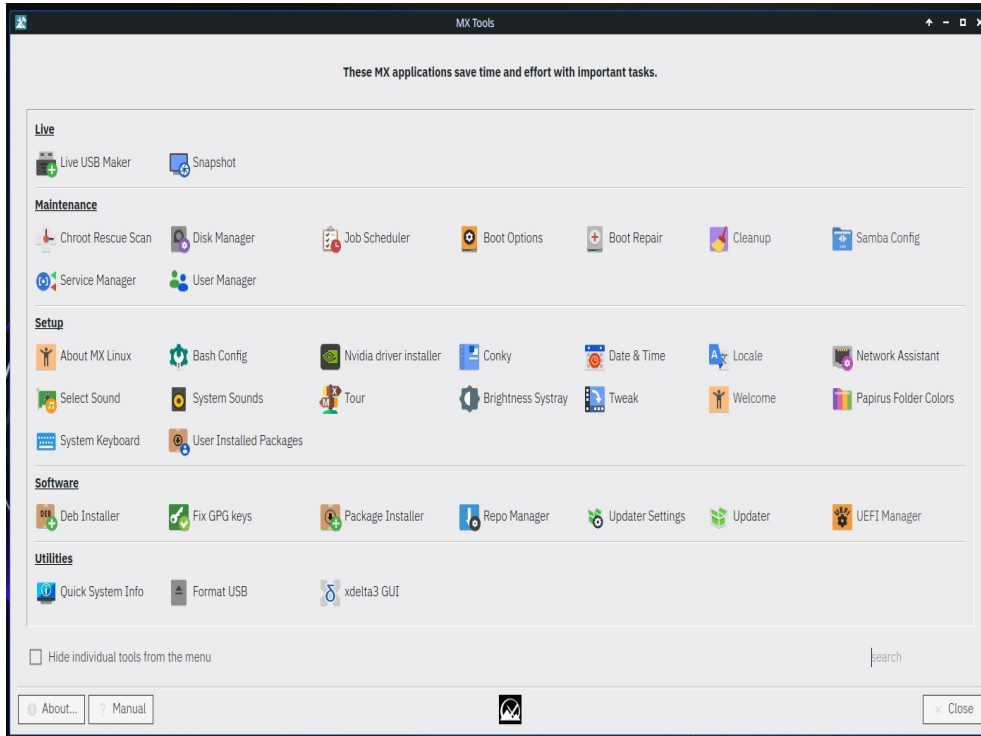 MX Tools
These MX applications save time and effort with important tasks.
Live
Live USB Maker Snapshot
Maintenance
Chroot Rescue Scan Disk Manager Job Scheduler Boot Options Boot Repair Cleanup Samba Config
Service Manager User Manager
Setup
About MX Linux Bash Config Nvidia driver installer Conky Date & Time Locale Network Assistant
Select Sound System Sounds Tour Brightness Systray Tweak Welcome Papirus Folder Colors
System Keyboard User Installed Packages
Software
Deb Installer Fix GPG keys Package Installer Repo Manager Updater Settings Updater UEFI Manager
Utilities
Quick System Info Format USB xdelta3 GUI
Hide individual tools from the menu search
About... ? Manual Close